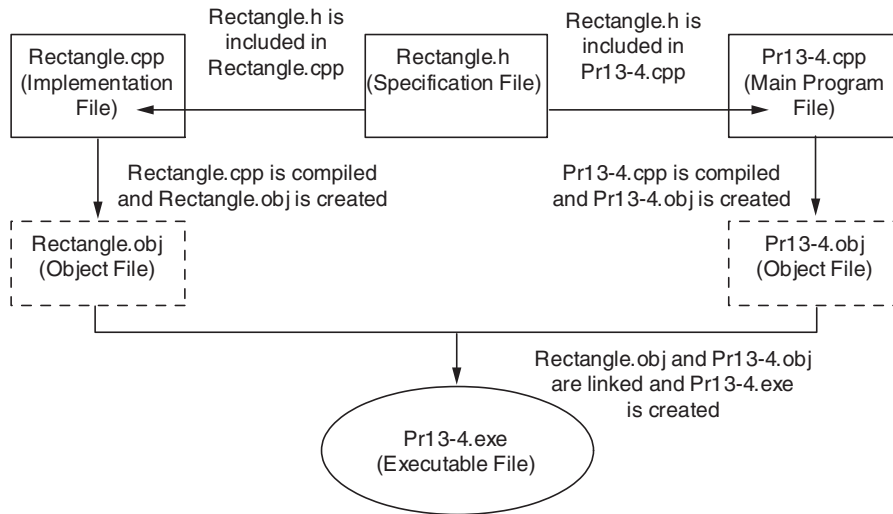 Rectangle.h is
included in
Rectangle.cpp
Rectangle.h is
included in
Pr13-4.cpp
Rectangle.cpp
(Implementation
File)
Rectangle.h
(Specification File)
Pr13-4.cpp
(Main Program
File)
Rectangle.cpp is compiled
and Rectangle.obj is created
Pr13-4.cpp is compiled
and Pr13-4.obj is created
Rectangle.obj
(Object File)
Pr13-4.obj
(Object File)
Rectangle.obj and Pr13-4.obj
are linked and Pr13-4.exe
is created
Pr13-4.exe
(Executable File)